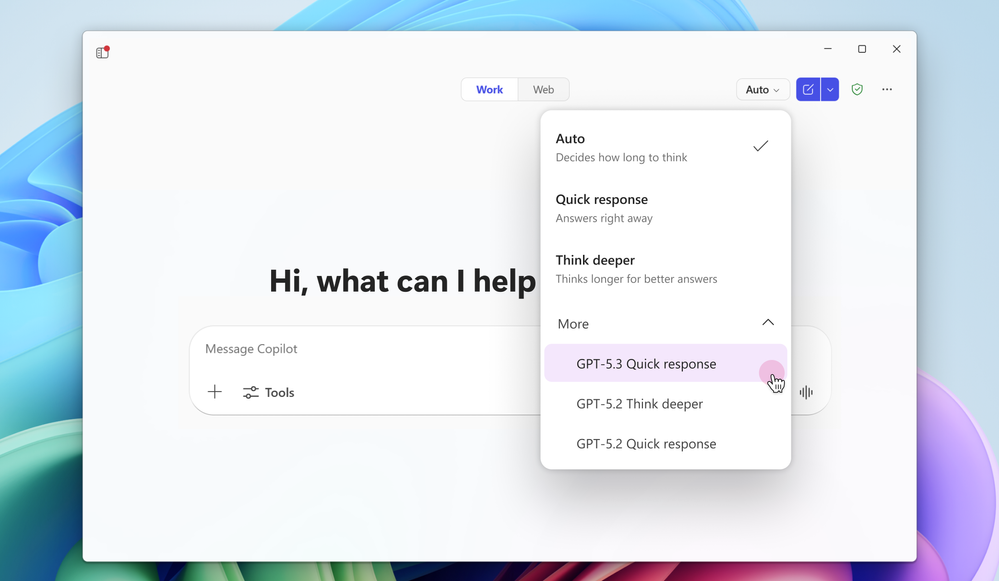 Work
Web
Auto
Auto
Decides how long to think
Quick response
Answers right away
Think deeper
Thinks longer for better answers
More
GPT-5.3 Quick response
GPT-5.2 Think deeper
GPT-5.2 Quick response
Hi, what can I help
Message Copilot
Tools